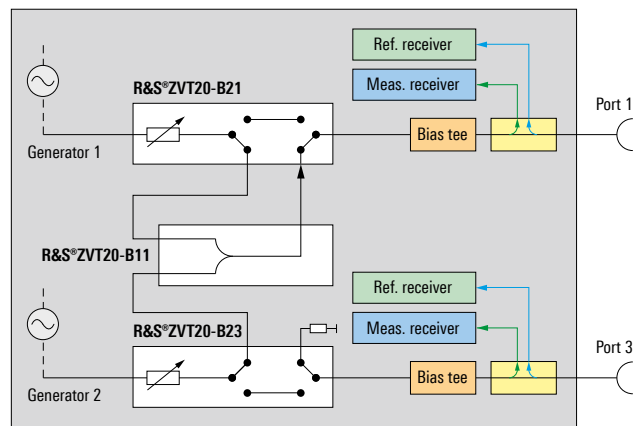 Ref. receiver
R&S®ZVT20-B21
Meas. receiver
Port 1
Generator 1
Bias tee
R&S®ZVT20-B11
Ref. receiver
R&S®ZVT20-B23
Meas. receiver
Port 3
Generator 2
Bias tee